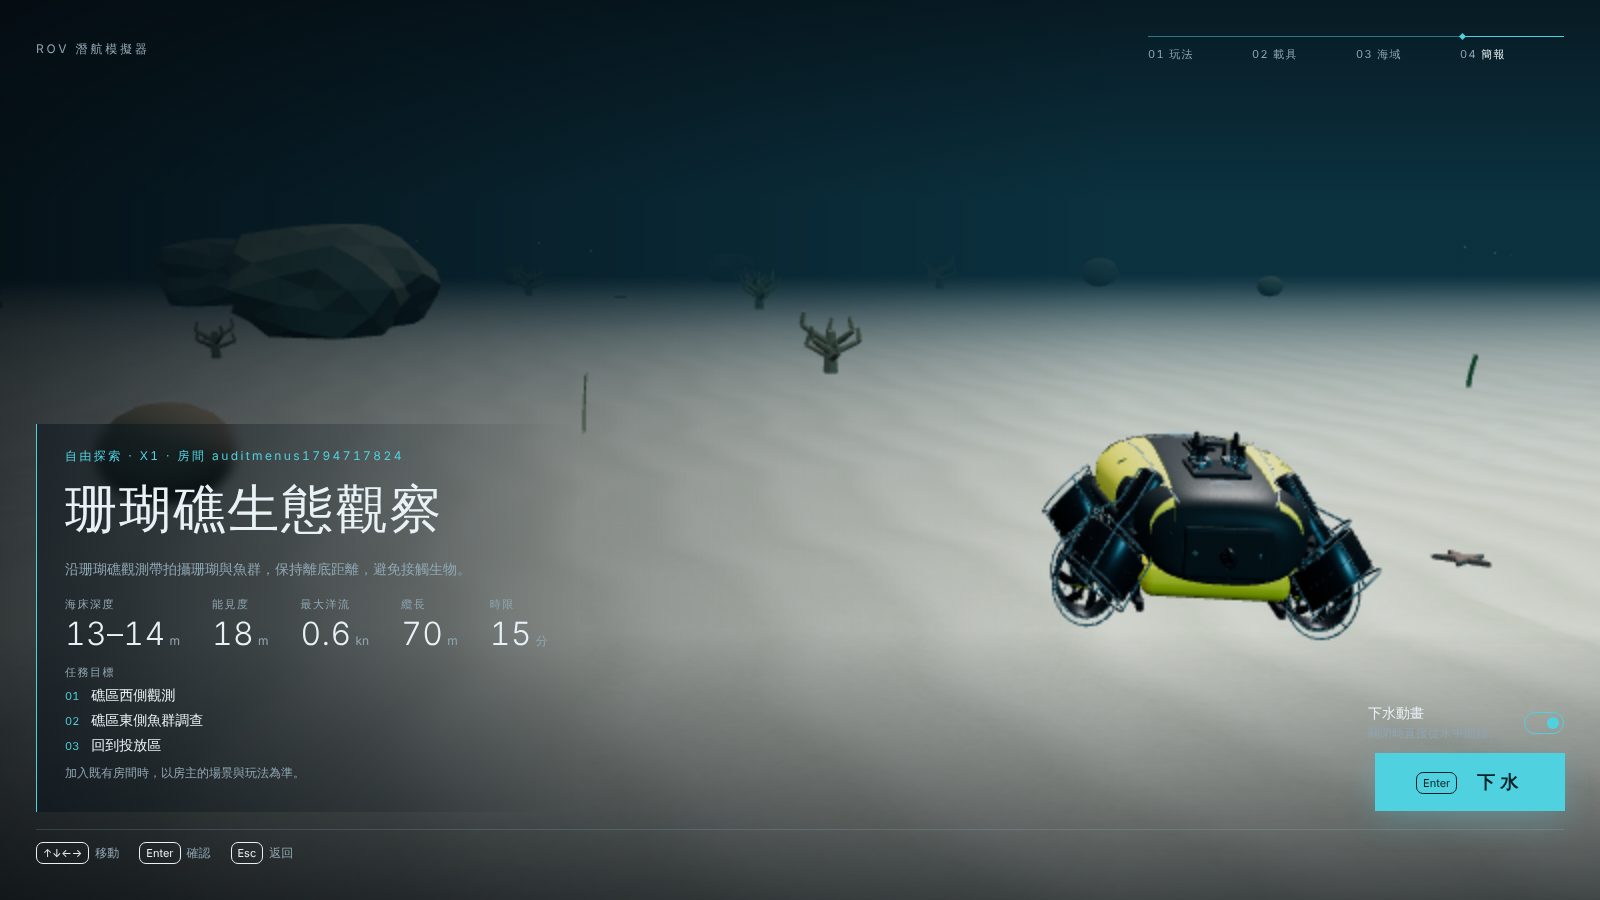 ROV 潛航模擬器
01 玩法 02 載具 03 海域 04 簡報
自由探索 · X1 · 房間 auditmenus1794717824
珊瑚礁生態觀察
沿珊瑚礁觀測帶拍攝珊瑚與魚群，保持離底距離，避免接觸生物。
海床深度 能見度 最大洋流 纜長 時限
13–14 m 18 m 0.6 kn 70 m 15 分
任務目標
01 礁區西側觀測
02 礁區東側魚群調查
03 回到投放區
加入既有房間時，以房主的場景與玩法為準。
下水動畫
Enter 下水
↑↓←→ 移動 Enter 確認 Esc 返回